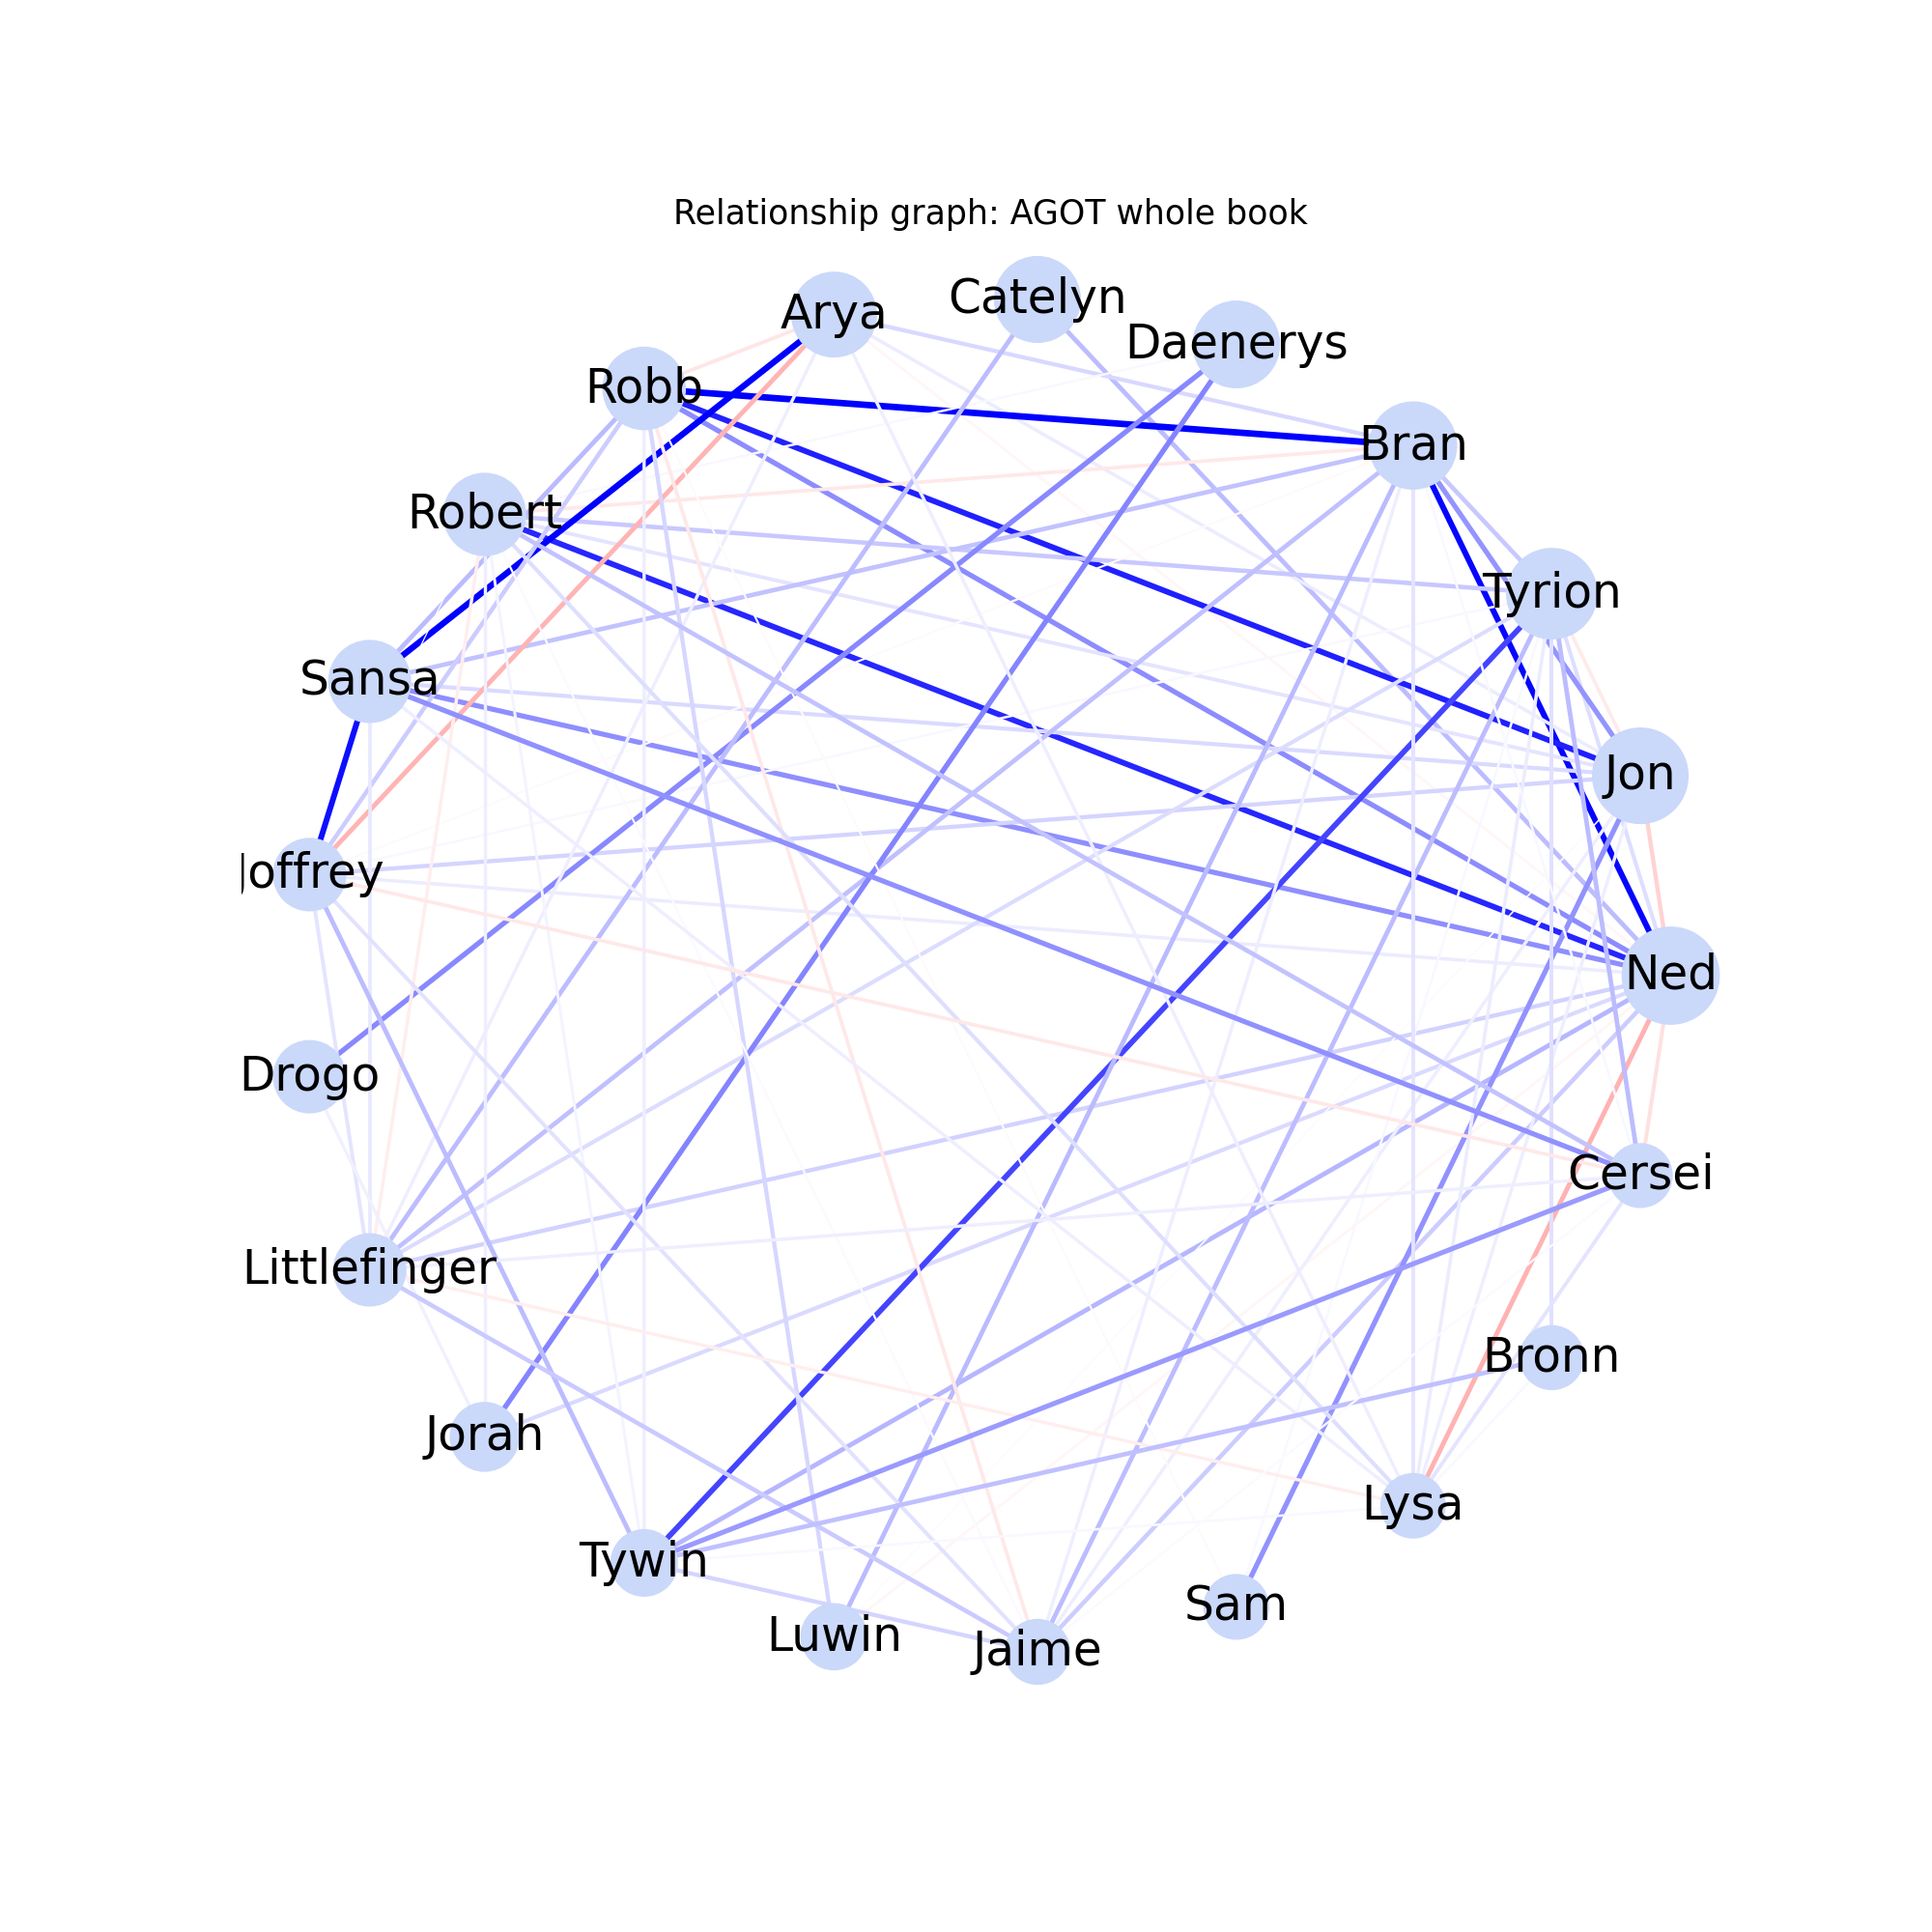 Relationship graph: AGOT whole book
Catelyn
Arya
Daenerys
Robb
Bran
Robert
Tyrion
Sansa
Jon
Joffrey
Ned
Drogo
Cersei
Littlefinger
Bronn
Jorah
Lysa
Tywin
Sam
Luwin
Jaime